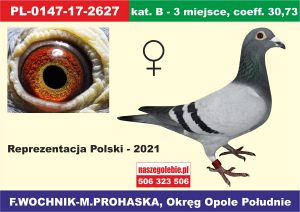 PL-0147-17-2627
kat. B - 3 miejsce, coeff. 30,73
Reprezentacja Polski - 2021
naszegolebie.pl
506 323 506
F.WOCHNIK-M.PROHASKA, Okręg Opole Południe